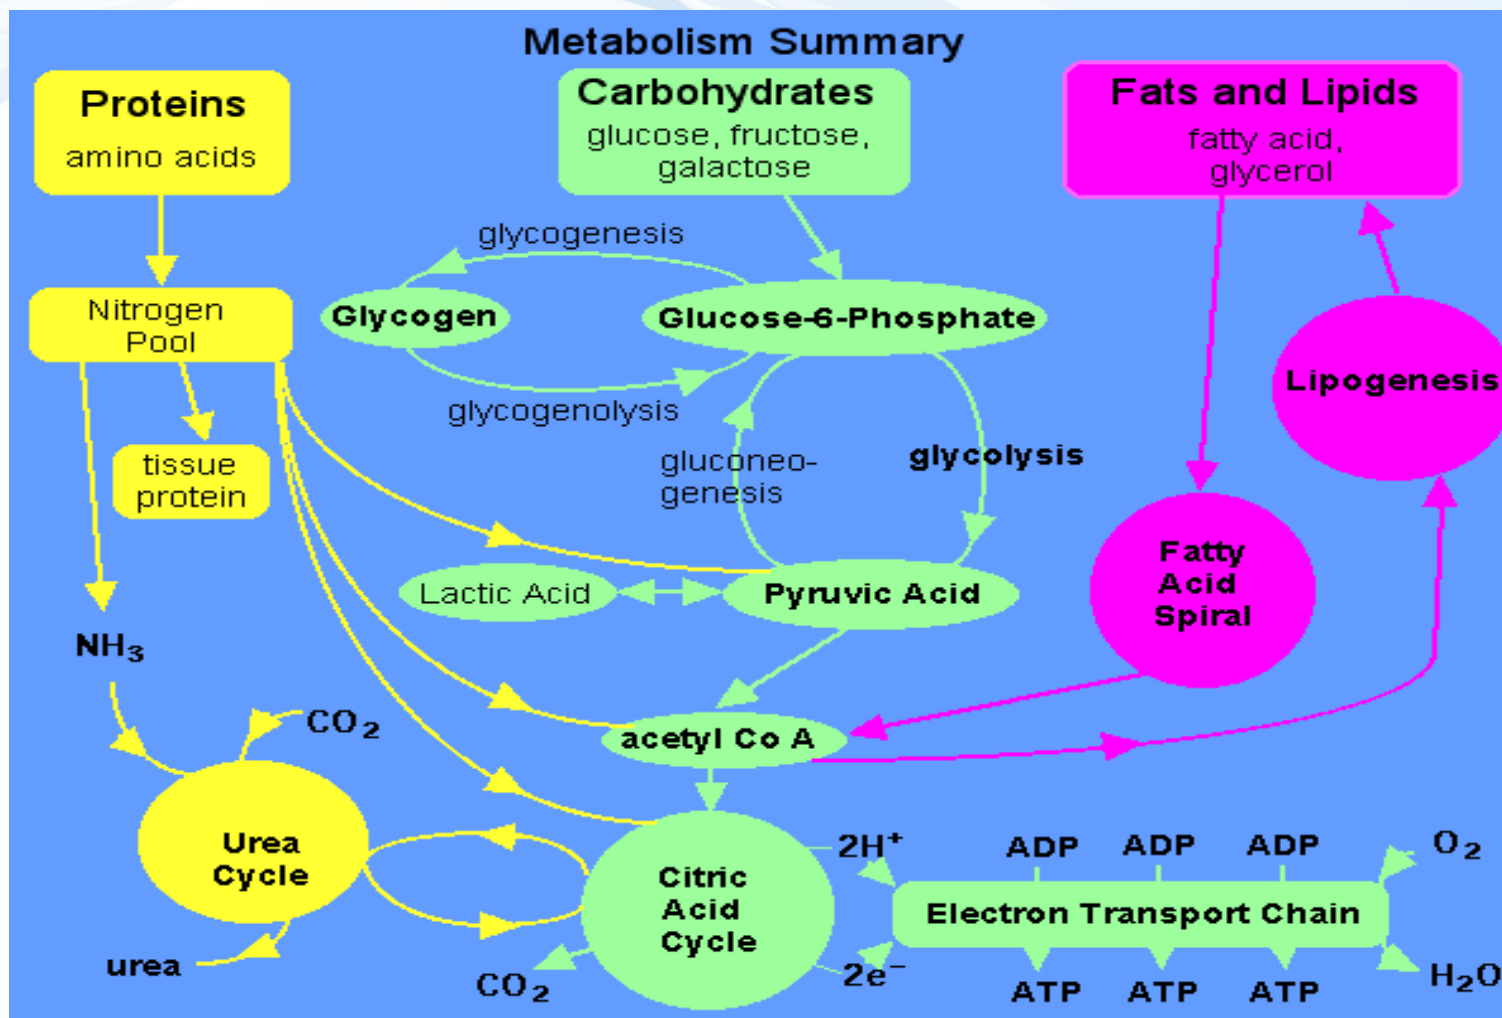 Metabolism Summary
Proteins
amino acids
Carbohydrates
glucose, fructose,
galactose
Fats and Lipids
fatty acid,
glycerol
glycogenesis
Nitrogen
Pool
Glycogen
Glucose-6-Phosphate
Lipogenesis
glycogenolysis
tissue
protein
gluconeo-
genesis
glycolysis
Fatty
Acid
Spiral
Lactic Acid
Pyruvic Acid
NH₃
CO₂
acetyl Co A
Urea
Cycle
Citric
Acid
Cycle
2H⁺
ADP
ADP
ADP
O₂
Electron Transport Chain
urea
CO₂
2e⁻
ATP
ATP
ATP
H₂O